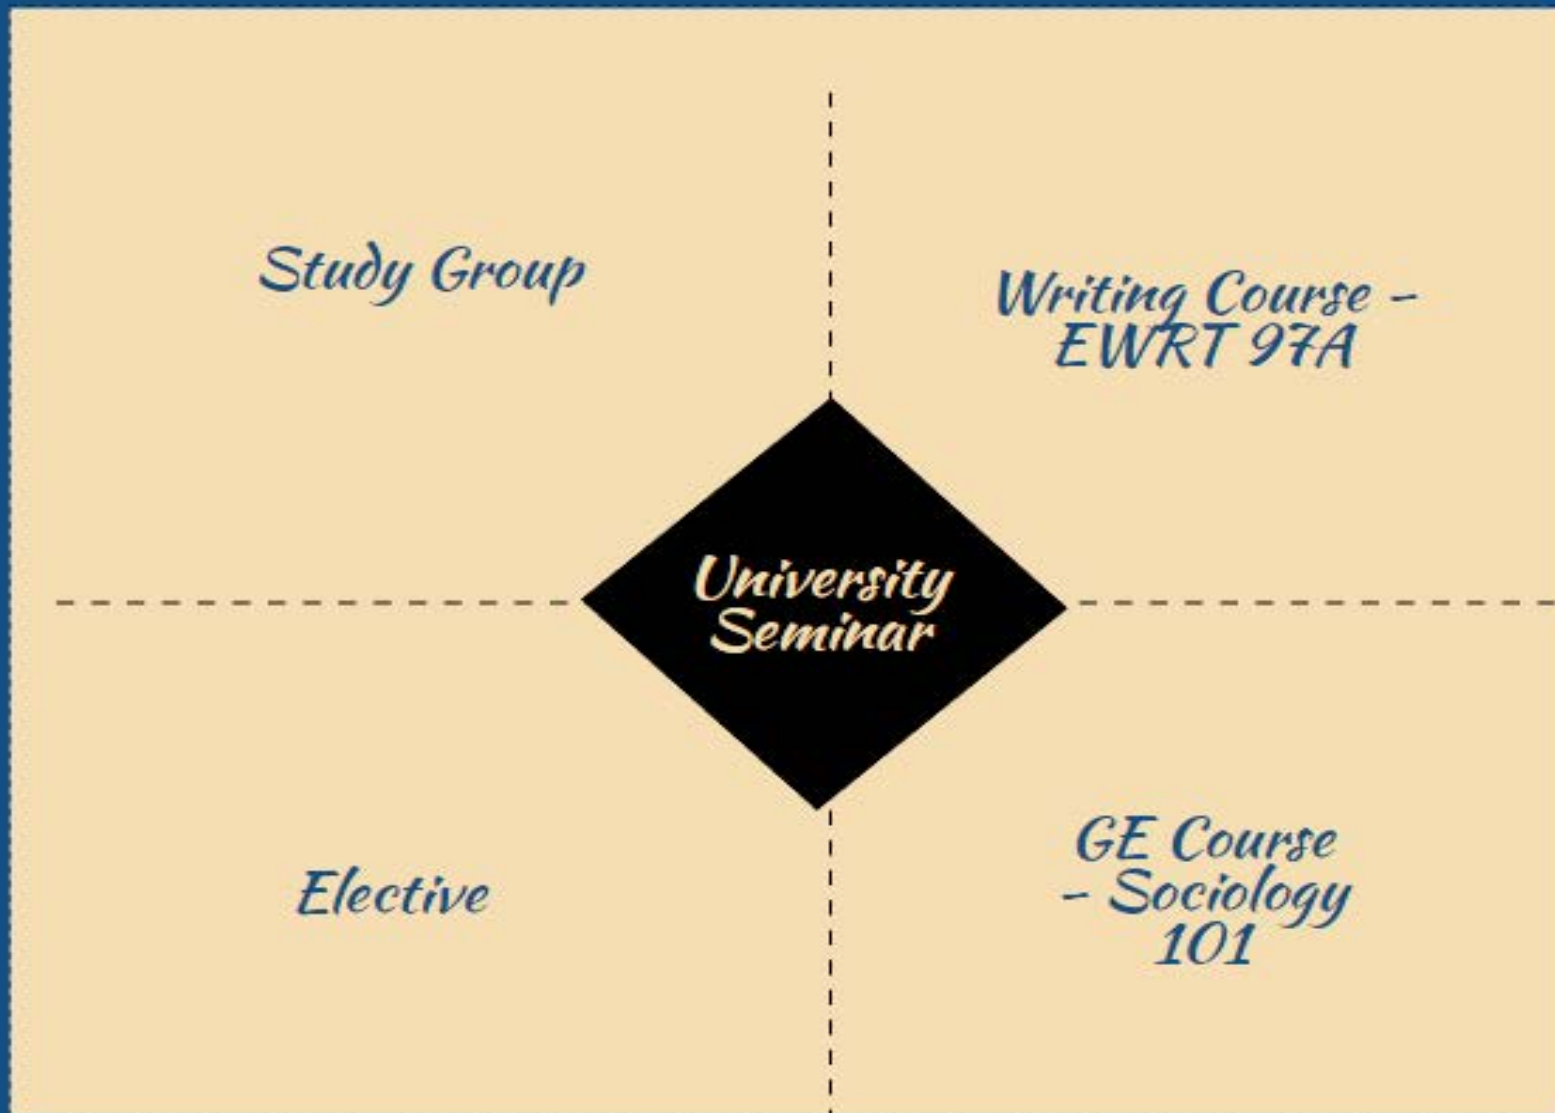 Study Group
Writing Course -
EWRT 97A
University
Seminar
Elective
GE Course
- Sociology
101